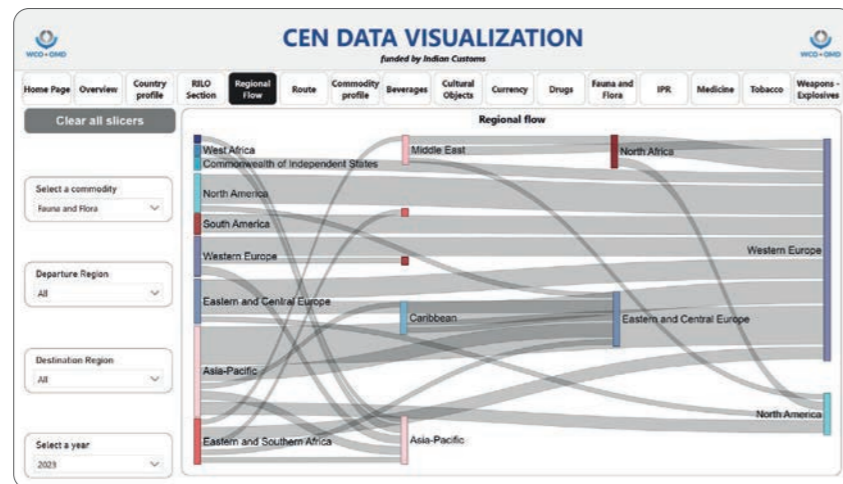 CEN DATA VISUALIZATION
funded by Indian Customs
WCO OMD
WCO OMD
Home Page
Overview
Country profile
RILO Section
Regional Flow
Route
Commodity profile
Beverages
Cultural Objects
Currency
Drugs
Fauna and Flora
IPR
Medicine
Tobacco
Weapons - Explosives
Clear all slicers
Select a commodity
Fauna and Flora
Departure Region
All
Destination Region
All
Select a year
2023
Regional flow
West Africa
Commonwealth of Independent States
North America
South America
Western Europe
Eastern and Central Europe
Asia-Pacific
Eastern and Southern Africa
Middle East
Caribbean
Asia-Pacific
North Africa
Eastern and Central Europe
Western Europe
North America